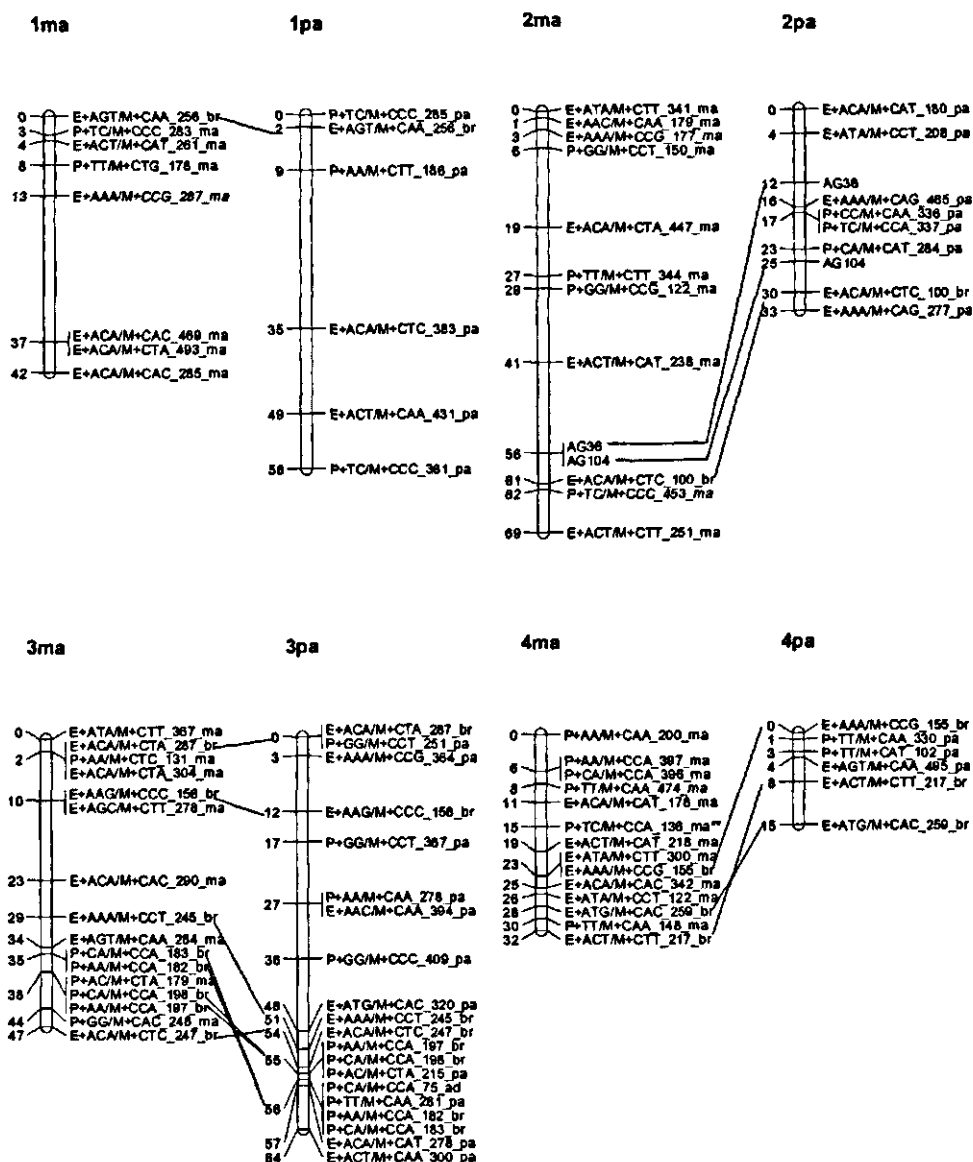 1ma
0 E+AGT/M+CAA_256_br
3 P+TC/M+CCC_283_ma
4 E+ACT/M+CAT_261_ma
8 P+TT/M+CTG_178_ma
13 E+AAA/M+CCG_287_ma
37 E+ACA/M+CAC_469_ma
E+ACA/M+CTA_493_ma
42 E+ACA/M+CAC_285_ma
1pa
0 P+TC/M+CCC_285_pa
2 E+AGT/M+CAA_256_br
9 P+AA/M+CTT_186_pa
35 E+ACA/M+CTC_383_pa
49 E+ACT/M+CAA_431_pa
58 P+TC/M+CCC_361_pa
2ma
0 E+ATA/M+CTT_341_ma
1 E+AAC/M+CAA_179_ma
3 E+AAA/M+CCG_177_ma
6 P+GG/M+CCT_150_ma
19 E+ACA/M+CTA_447_ma
27 P+TT/M+CTT_344_ma
29 P+GG/M+CCG_122_ma
41 E+ACT/M+CAT_238_ma
56 AG36
AG104
61 E+ACA/M+CTC_100_br
62 P+TC/M+CCC_453_ma
69 E+ACT/M+CTT_251_ma
2pa
0 E+ACA/M+CAT_180_pa
4 E+ATA/M+CCT_208_pa
12 AG36
16 E+AAA/M+CAG_465_pa
17 P+CC/M+CAA_336_pa
P+TC/M+CCA_337_pa
23 P+CA/M+CAT_284_pa
25 AG104
30 E+ACA/M+CTC_100_br
33 E+AAA/M+CAG_277_pa
3ma
0 E+ATA/M+CTT_367_ma
E+ACA/M+CTA_287_br
2 P+AA/M+CTC_131_ma
E+ACA/M+CTA_304_ma
10 E+AAG/M+CCC_158_br
E+AGC/M+CTT_278_ma
23 E+ACA/M+CAC_290_ma
29 E+AAA/M+CCT_245_br
34 E+AGT/M+CAA_264_ma
35 P+CA/M+CCA_183_br
P+AA/M+CCA_182_br
P+AC/M+CTA_179_ma
38 P+CA/M+CCA_198_br
P+AA/M+CCA_197_br
44 P+GG/M+CAC_246_ma
47 E+ACA/M+CTC_247_br
3pa
0 E+ACA/M+CTA_287_br
P+GG/M+CCT_251_pa
3 E+AAA/M+CCG_364_pa
12 E+AAG/M+CCC_158_br
17 P+GG/M+CCT_367_pa
27 P+AA/M+CAA_278_pa
E+AAC/M+CAA_394_pa
36 P+GG/M+CCC_409_pa
48 E+ATG/M+CAC_320_pa
51 E+AAA/M+CCT_245_br
54 E+ACA/M+CTC_247_br
P+AA/M+CCA_197_br
55 P+CA/M+CCA_198_br
P+AC/M+CTA_215_pa
P+CA/M+CCA_75_ad
56 P+TT/M+CAA_281_pa
P+AA/M+CCA_182_br
P+CA/M+CCA_183_br
57 E+ACA/M+CAT_278_pa
64 E+ACT/M+CAA_300_pa
4ma
0 P+AA/M+CAA_200_ma
6 P+AA/M+CCA_397_ma
P+CA/M+CCA_396_ma
8 P+TT/M+CAA_474_ma
11 E+ACA/M+CAT_178_ma
15 P+TC/M+CCA_136_ma**
19 E+ACT/M+CAT_218_ma
23 E+ATA/M+CTT_300_ma
E+AAA/M+CCG_155_br
25 E+ACA/M+CAC_342_ma
26 E+ATA/M+CCT_122_ma
28 E+ATG/M+CAC_259_br
30 P+TT/M+CAA_148_ma
32 E+ACT/M+CTT_217_br
4pa
0 E+AAA/M+CCG_155_br
1 P+TT/M+CAA_330_pa
3 P+TT/M+CAT_102_pa
4 E+AGT/M+CAA_495_pa
8 E+ACT/M+CTT_217_br
15 E+ATG/M+CAC_259_br